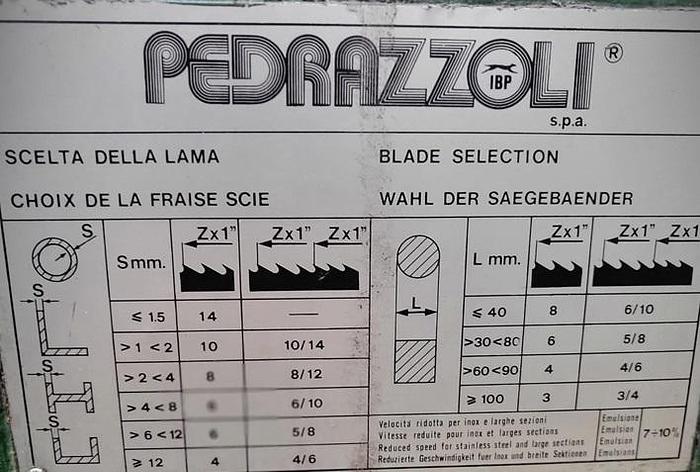 PEDRAZZOLI ®
IBP
s.p.a.
SCELTA DELLA LAMA
BLADE SELECTION
CHOIX DE LA FRAISE SCIE
WAHL DER SAEGEBAENDER
S
S
S
S
Smm. Zx1" Zx1" Zx1"
≤ 1.5 14 —
>1 <2 10 10/14
>2 <4 8 8/12
>4 <8 6/10
>6 <12 6 5/8
≥ 12 4 4/6
L
L mm. Zx1" Zx1" Zx1
≤ 40 8 6/10
>30<80 6 5/8
>60<90 4 4/6
≥ 100 3 3/4
Velocità ridotta per inox e larghe sezioni
Vitesse reduite pour inox et larges sections
Reduced speed for stainless steel and large sections
Reduzierte Geschwindigkeit fuer Inox und breite Sektionen
Emulsione
Emulsion
Emulsion
Emulsion
7÷10%